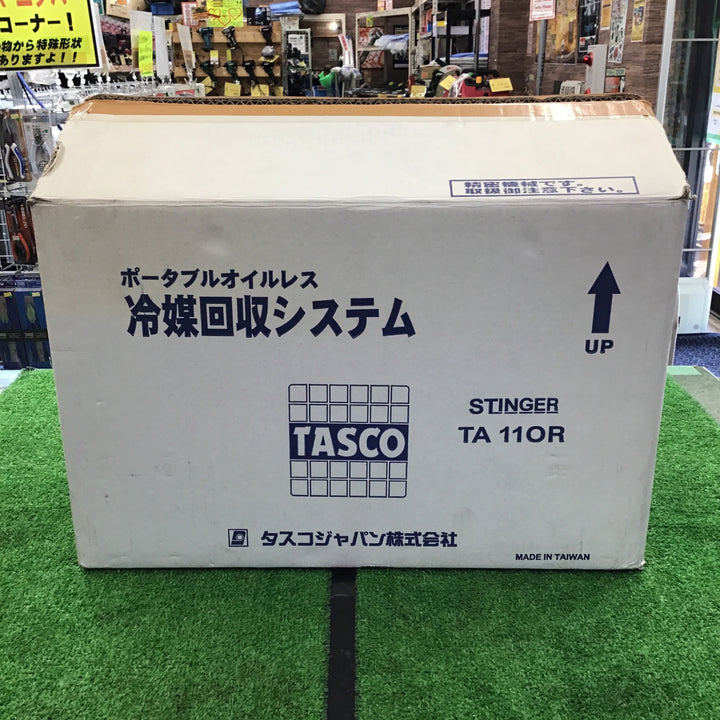 コーナー！
物から特殊形状
ありますよ！！
精密機械です。
取扱御注意下さい。
ポータブルオイルレス
冷媒回収システム
UP
TASCO
STINGER
TA 110R
タスコジャパン株式会社
MADE IN TAIWAN